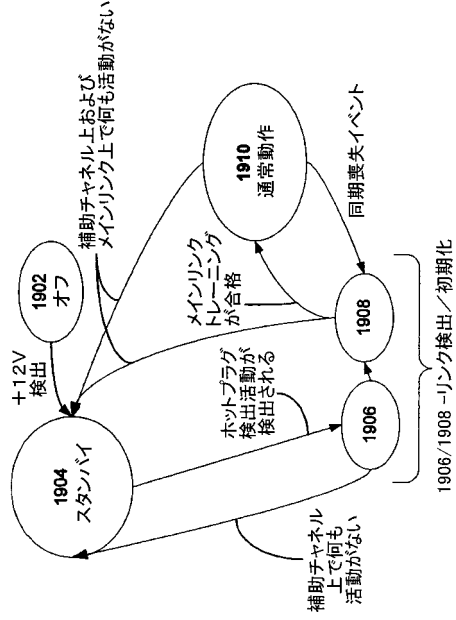 1902
オフ
+12V
検出
1904
スタンバイ
補助チャネル上および
メインリンク上で何も活動がない
1910
通常動作
メインリンク
トレーニング
が合格
同期喪失イベント
ホットプラグ
検出活動が
検出される
1908
1906
補助チャネル
上で何も
活動がない
1906/1908 -リンク検出/初期化